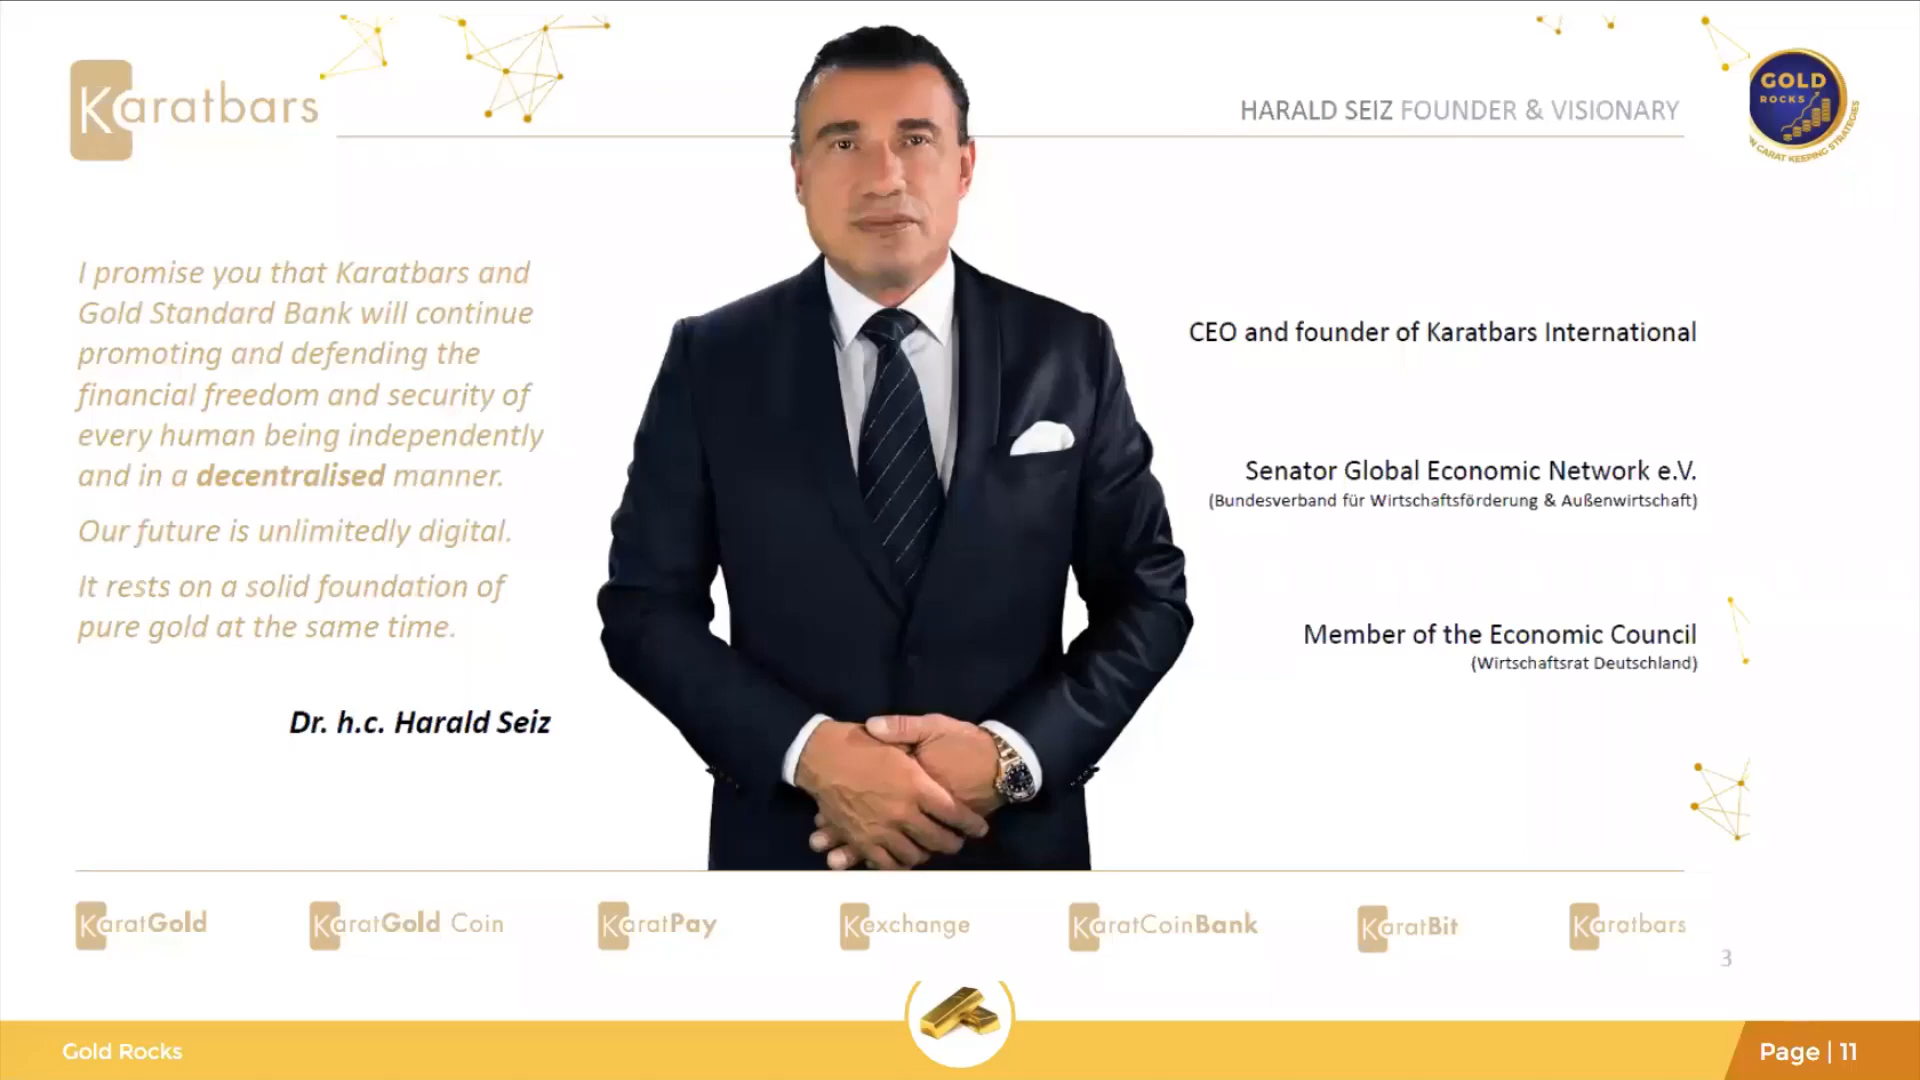 Karatbars
HARALD SEIZ FOUNDER & VISIONARY
GOLD
ROCKS
N CARAT KEEPING STRATEGIES
I promise you that Karatbars and
Gold Standard Bank will continue
promoting and defending the
financial freedom and security of
every human being independently
and in a decentralised manner.
Our future is unlimitedly digital.
It rests on a solid foundation of
pure gold at the same time.
Dr. h.c. Harald Seiz
CEO and founder of Karatbars International
Senator Global Economic Network e.V.
(Bundesverband für Wirtschaftsförderung & Außenwirtschaft)
Member of the Economic Council
(Wirtschaftsrat Deutschland)
KaratGold
KaratGold Coin
KaratPay
Kexchange
KaratCoinBank
KaratBit
Karatbars
3
Gold Rocks
Page | 11